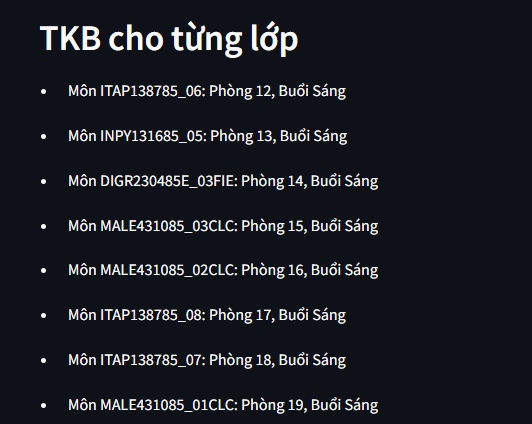 TKB cho từng lớp
• Môn ITAP138785_06: Phòng 12, Buổi Sáng
• Môn INPY131685_05: Phòng 13, Buổi Sáng
• Môn DIGR230485E_03FIE: Phòng 14, Buổi Sáng
• Môn MALE431085_03CLC: Phòng 15, Buổi Sáng
• Môn MALE431085_02CLC: Phòng 16, Buổi Sáng
• Môn ITAP138785_08: Phòng 17, Buổi Sáng
• Môn ITAP138785_07: Phòng 18, Buổi Sáng
• Môn MALE431085_01CLC: Phòng 19, Buổi Sáng